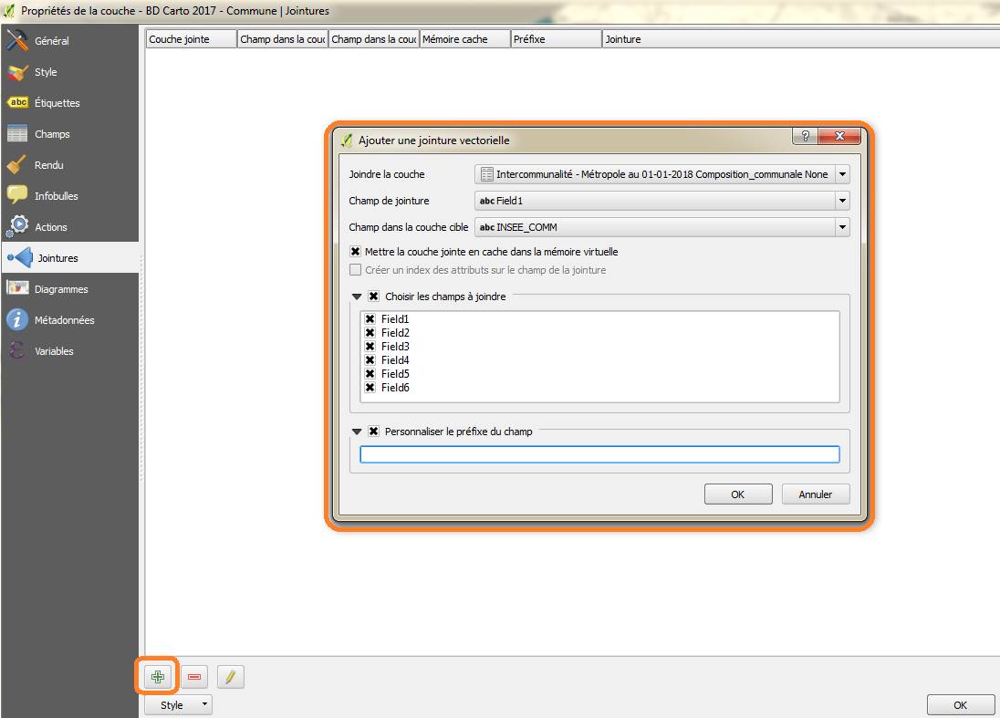 Propriétés de la couche - BD Carto 2017 - Commune | Jointures
Général
Style
abc Étiquettes
Champs
Rendu
Infobulles
Actions
Jointures
Diagrammes
Métadonnées
Variables
Couche jointe Champ dans la couc Champ dans la couc Mémoire cache Préfixe Jointure
Ajouter une jointure vectorielle
Joindre la couche Intercommunalité - Métropole au 01-01-2018 Composition_communale None
Champ de jointure abc Field1
Champ dans la couche cible abc INSEE_COMM
Mettre la couche jointe en cache dans la mémoire virtuelle
Créer un index des attributs sur le champ de la jointure
Choisir les champs à joindre
Field1
Field2
Field3
Field4
Field5
Field6
Personnaliser le préfixe du champ
OK Annuler
Style OK